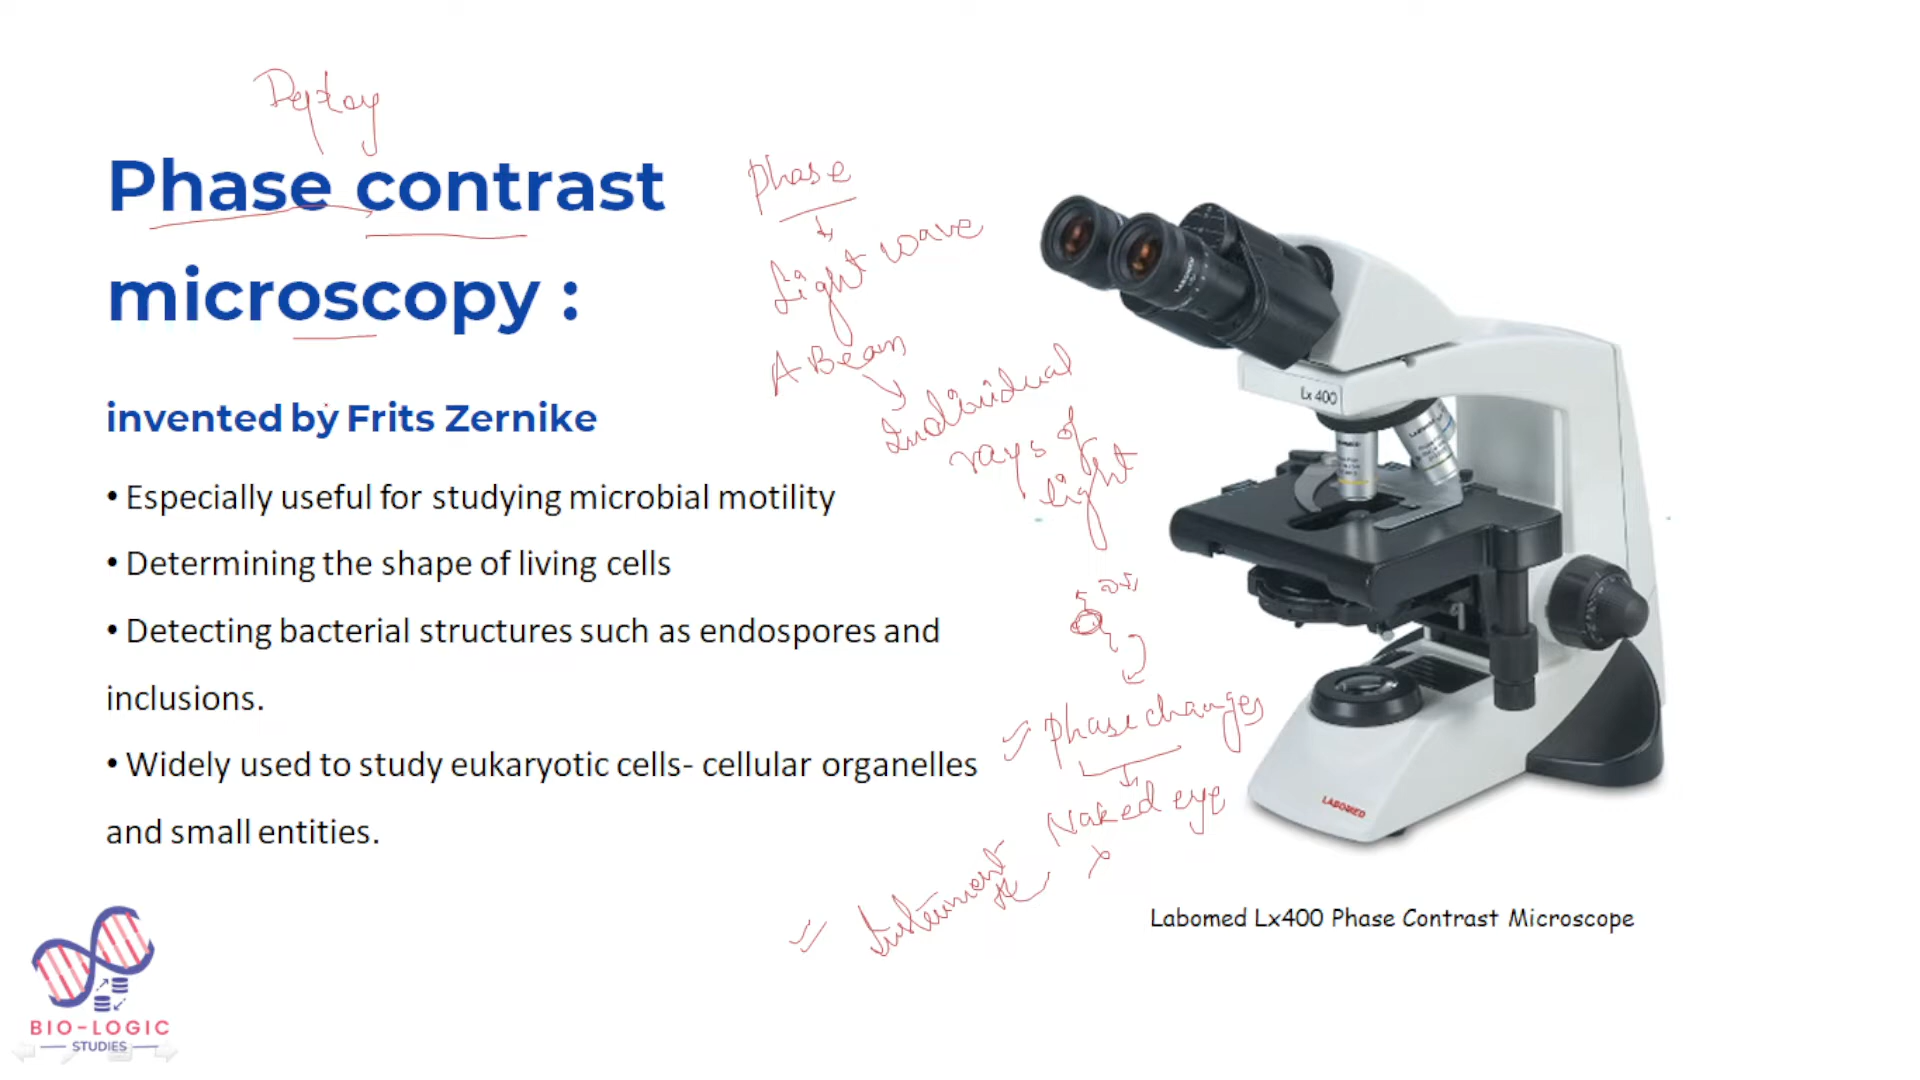 Deploy
Phase contrast
microscopy :
invented by Frits Zernike
• Especially useful for studying microbial motility
• Determining the shape of living cells
• Detecting bacterial structures such as endospores and
inclusions.
• Widely used to study eukaryotic cells- cellular organelles
and small entities.
phase
Light wave
A Beam
Individual
rays of
light
phase changes
Naked eye
x
Instrument
Lx 400
LABOMED
Labomed Lx400 Phase Contrast Microscope
BIO-LOGIC
STUDIES